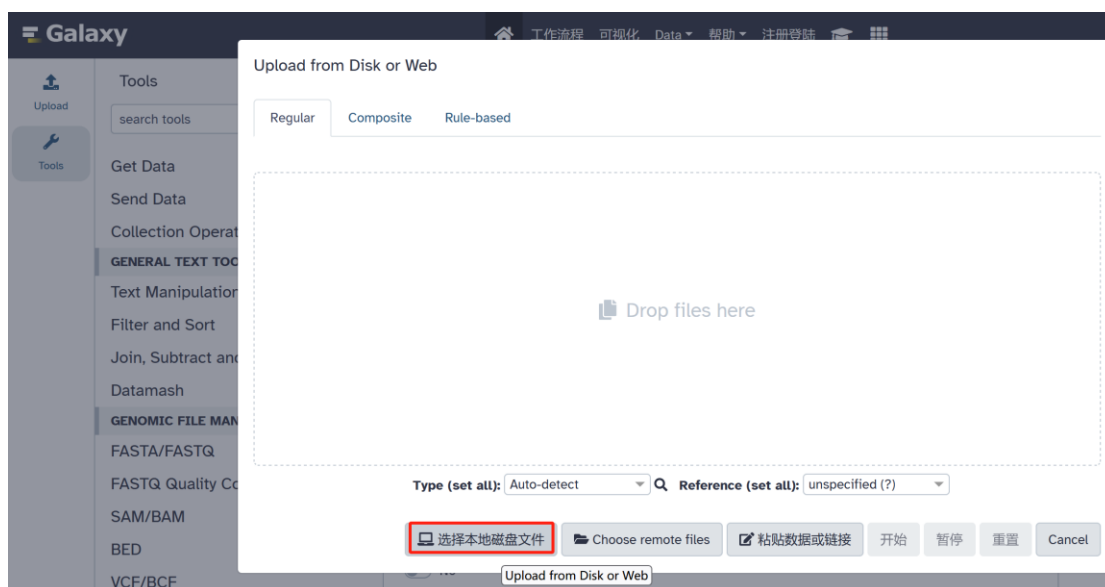 Galaxy
工作流程 可视化 Data 帮助 注册登陆
Upload
Tools
Tools
search tools
Get Data
Send Data
Collection Operat
GENERAL TEXT TOO
Text Manipulation
Filter and Sort
Join, Subtract and
Datamash
GENOMIC FILE MAN
FASTA/FASTQ
FASTQ Quality Co
SAM/BAM
BED
VCF/BCF
Upload from Disk or Web
Regular Composite Rule-based
Drop files here
Type (set all): Auto-detect Reference (set all): unspecified (?)
选择本地磁盘文件 Choose remote files 粘贴数据或链接 开始 暂停 重置 Cancel
No
Upload from Disk or Web